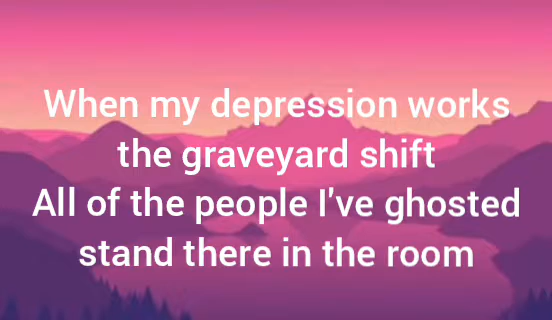 When my depression works
the graveyard shift
All of the people I've ghosted
stand there in the room